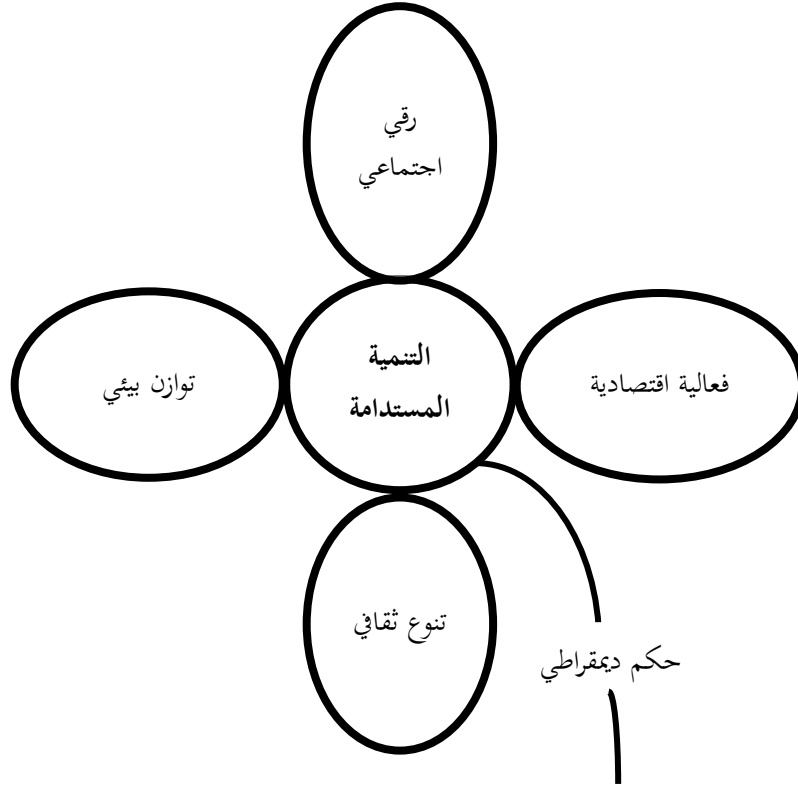 رقي
اجتماعي
التنمية
المستدامة
فعالية اقتصادية
توازن بيئي
تنوع ثقافي
حكم ديمقراطي